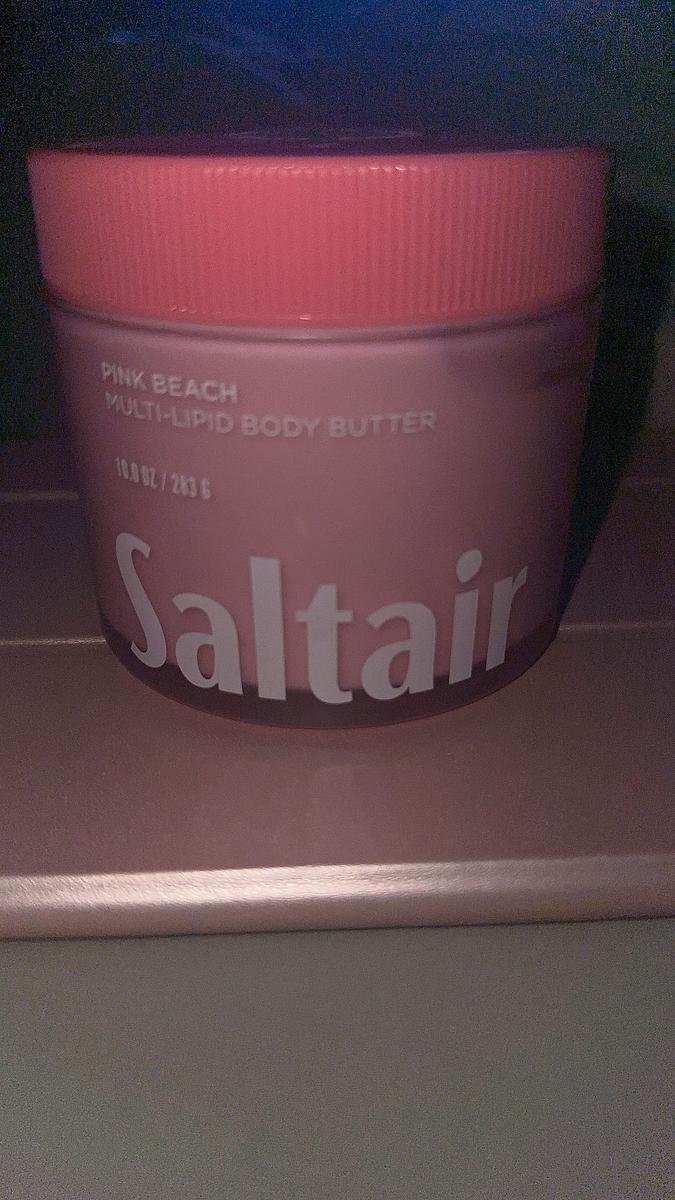 PINK BEACH
MULTI-LIPID BODY BUTTER
10.0 OZ / 283 G
Saltair